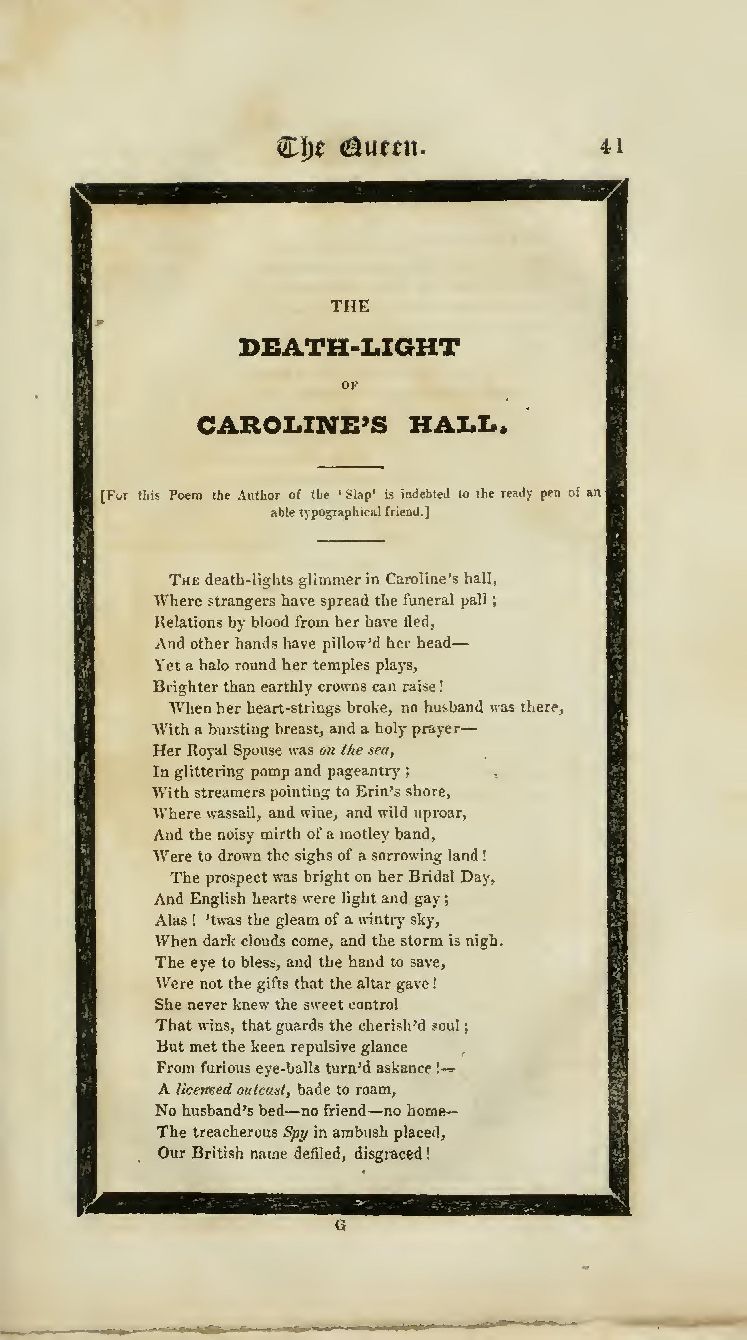 The Queen. 41
THE
DEATH-LIGHT
OF
CAROLINE'S HALL.
[For this Poem the Author of the 'Slap' is indebted to the ready pen of an
able typographical friend.]
THE death-lights glimmer in Caroline's hall,
Where strangers have spread the funeral pall;
Relations by blood from her have fled,
And other hands have pillow'd her head—
Yet a halo round her temples plays,
Brighter than earthly crowns can raise!
When her heart-strings broke, no husband was there,
With a bursting breast, and a holy prayer—
Her Royal Spouse was on the sea,
In glittering pomp and pageantry;
With streamers pointing to Erin's shore,
Where wassail, and wine, and wild uproar,
And the noisy mirth of a motley band,
Were to drown the sighs of a sorrowing land!
The prospect was bright on her Bridal Day,
And English hearts were light and gay;
Alas! 'twas the gleam of a wintry sky,
When dark clouds come, and the storm is nigh.
The eye to bless, and the hand to save,
Were not the gifts that the altar gave!
She never knew the sweet control
That wins, that guards the cherish'd soul;
But met the keen repulsive glance
From furious eye-balls turn'd askance!—
A licensed outcast, bade to roam,
No husband's bed—no friend—no home—
The treacherous Spy in ambush placed,
Our British name defiled, disgraced!
G